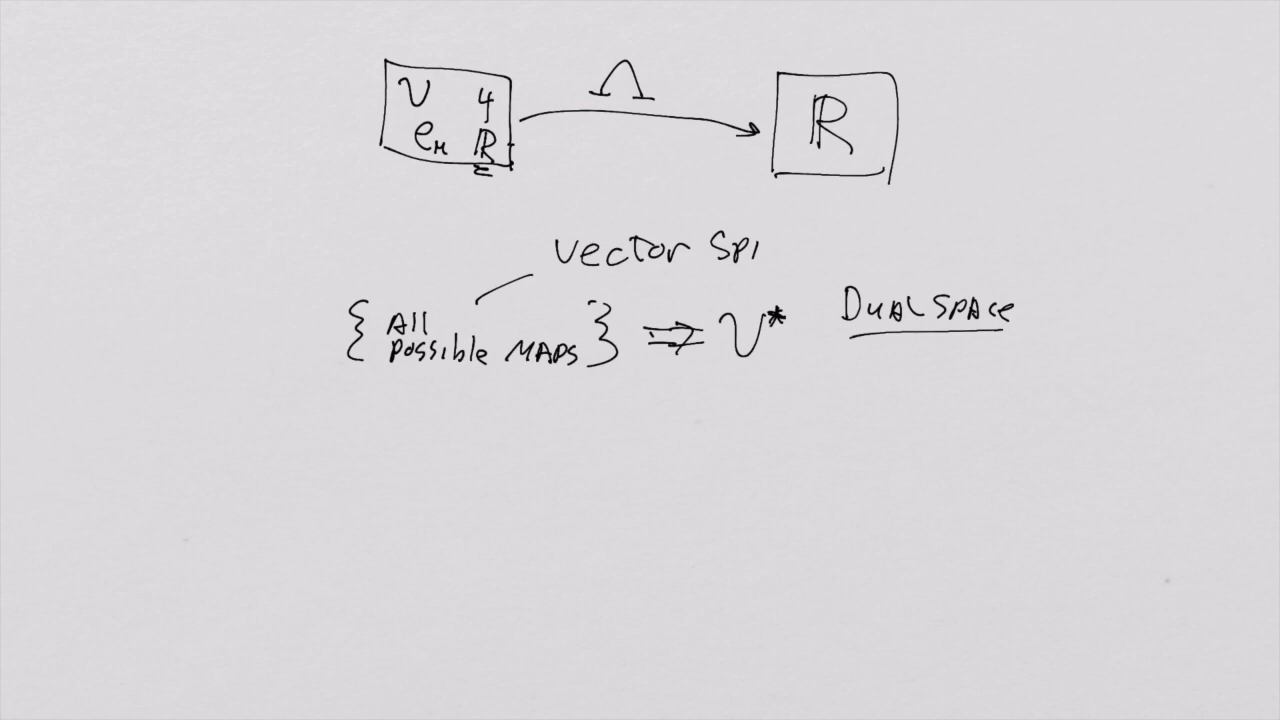 Λ
V 4
eμ ℝ
ℝ
Vector Sp
{ All
possible MAPS } ⇒ V* DUAL SPACE